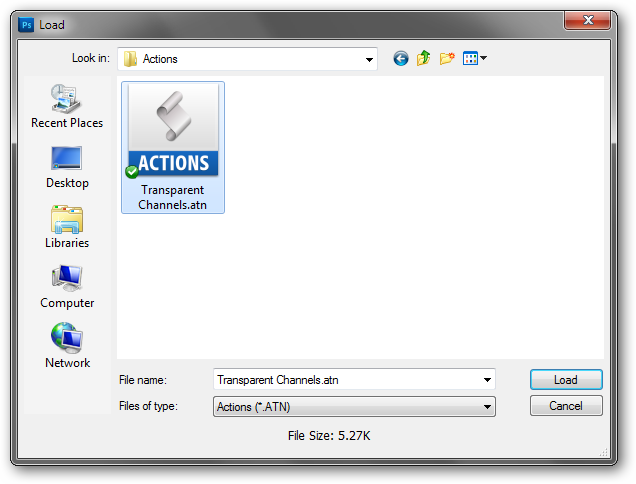 Ps Load
Look in: Actions
Recent Places
Desktop
Libraries
Computer
Network
ACTIONS
Transparent
Channels.atn
File name: Transparent Channels.atn Load
Files of type: Actions (*.ATN) Cancel
File Size: 5.27K